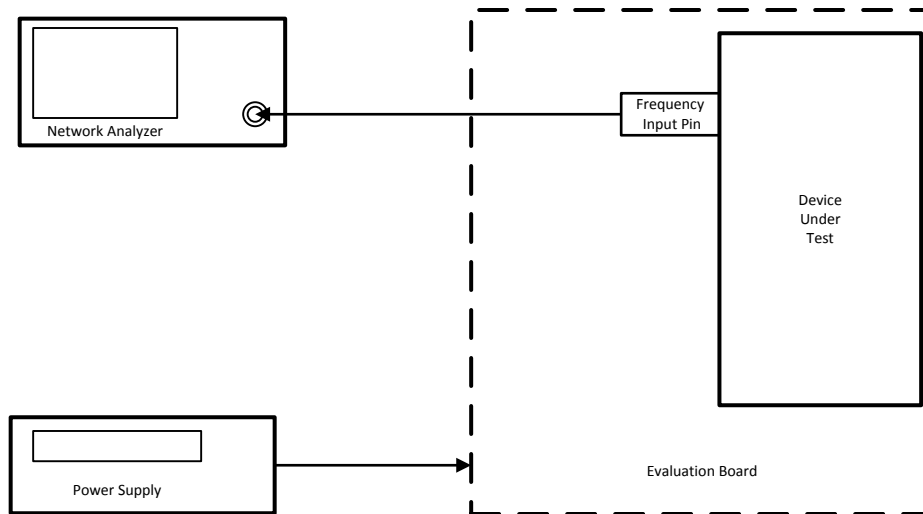 Network Analyzer
Frequency
Input Pin
Device
Under
Test
Power Supply
Evaluation Board